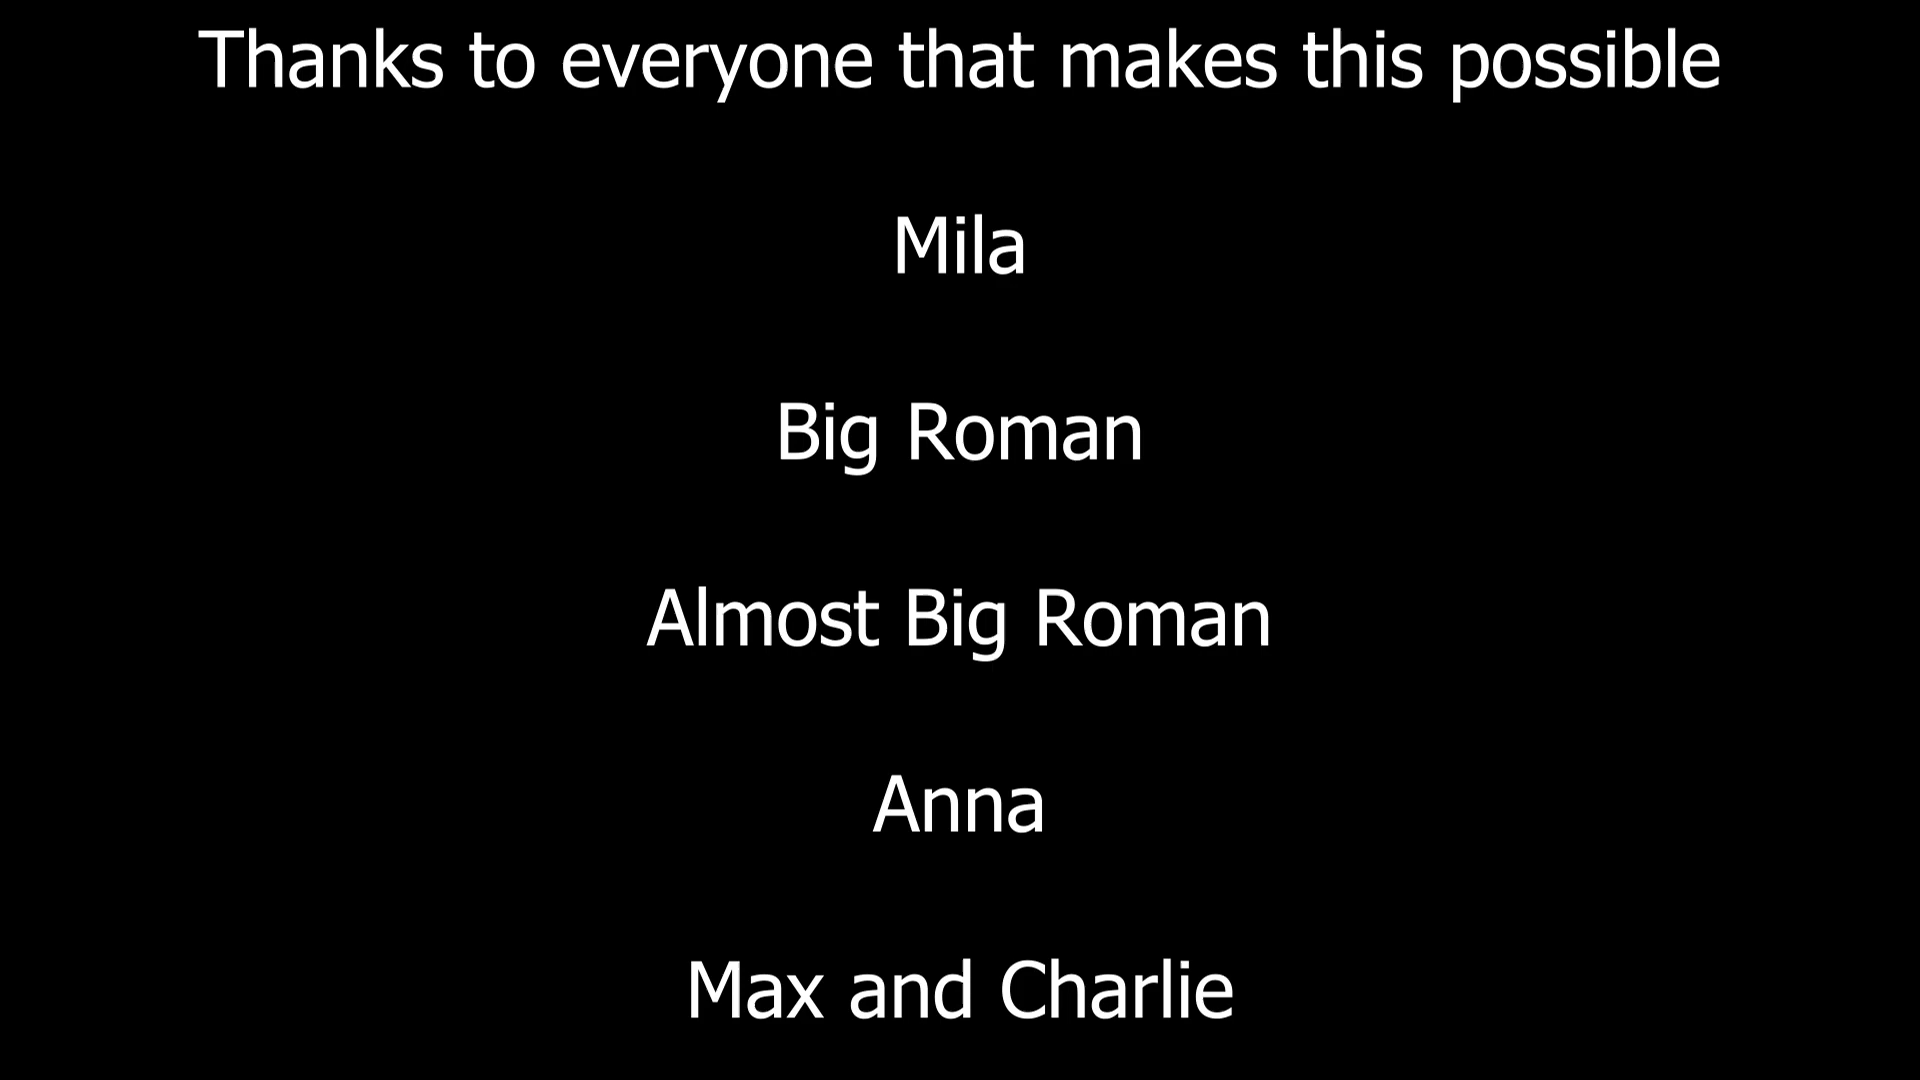 Thanks to everyone that makes this possible
Mila
Big Roman
Almost Big Roman
Anna
Max and Charlie